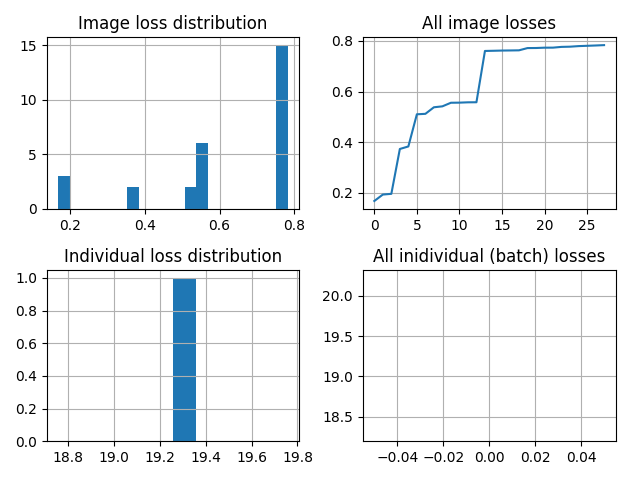 Image loss distribution
15
10
5
0
0.2 0.4 0.6 0.8
All image losses
0.8
0.6
0.4
0.2
0 5 10 15 20 25
Individual loss distribution
1.0
0.8
0.6
0.4
0.2
0.0
18.8 19.0 19.2 19.4 19.6 19.8
All inidividual (batch) losses
20.0
19.5
19.0
18.5
−0.04 −0.02 0.00 0.02 0.04